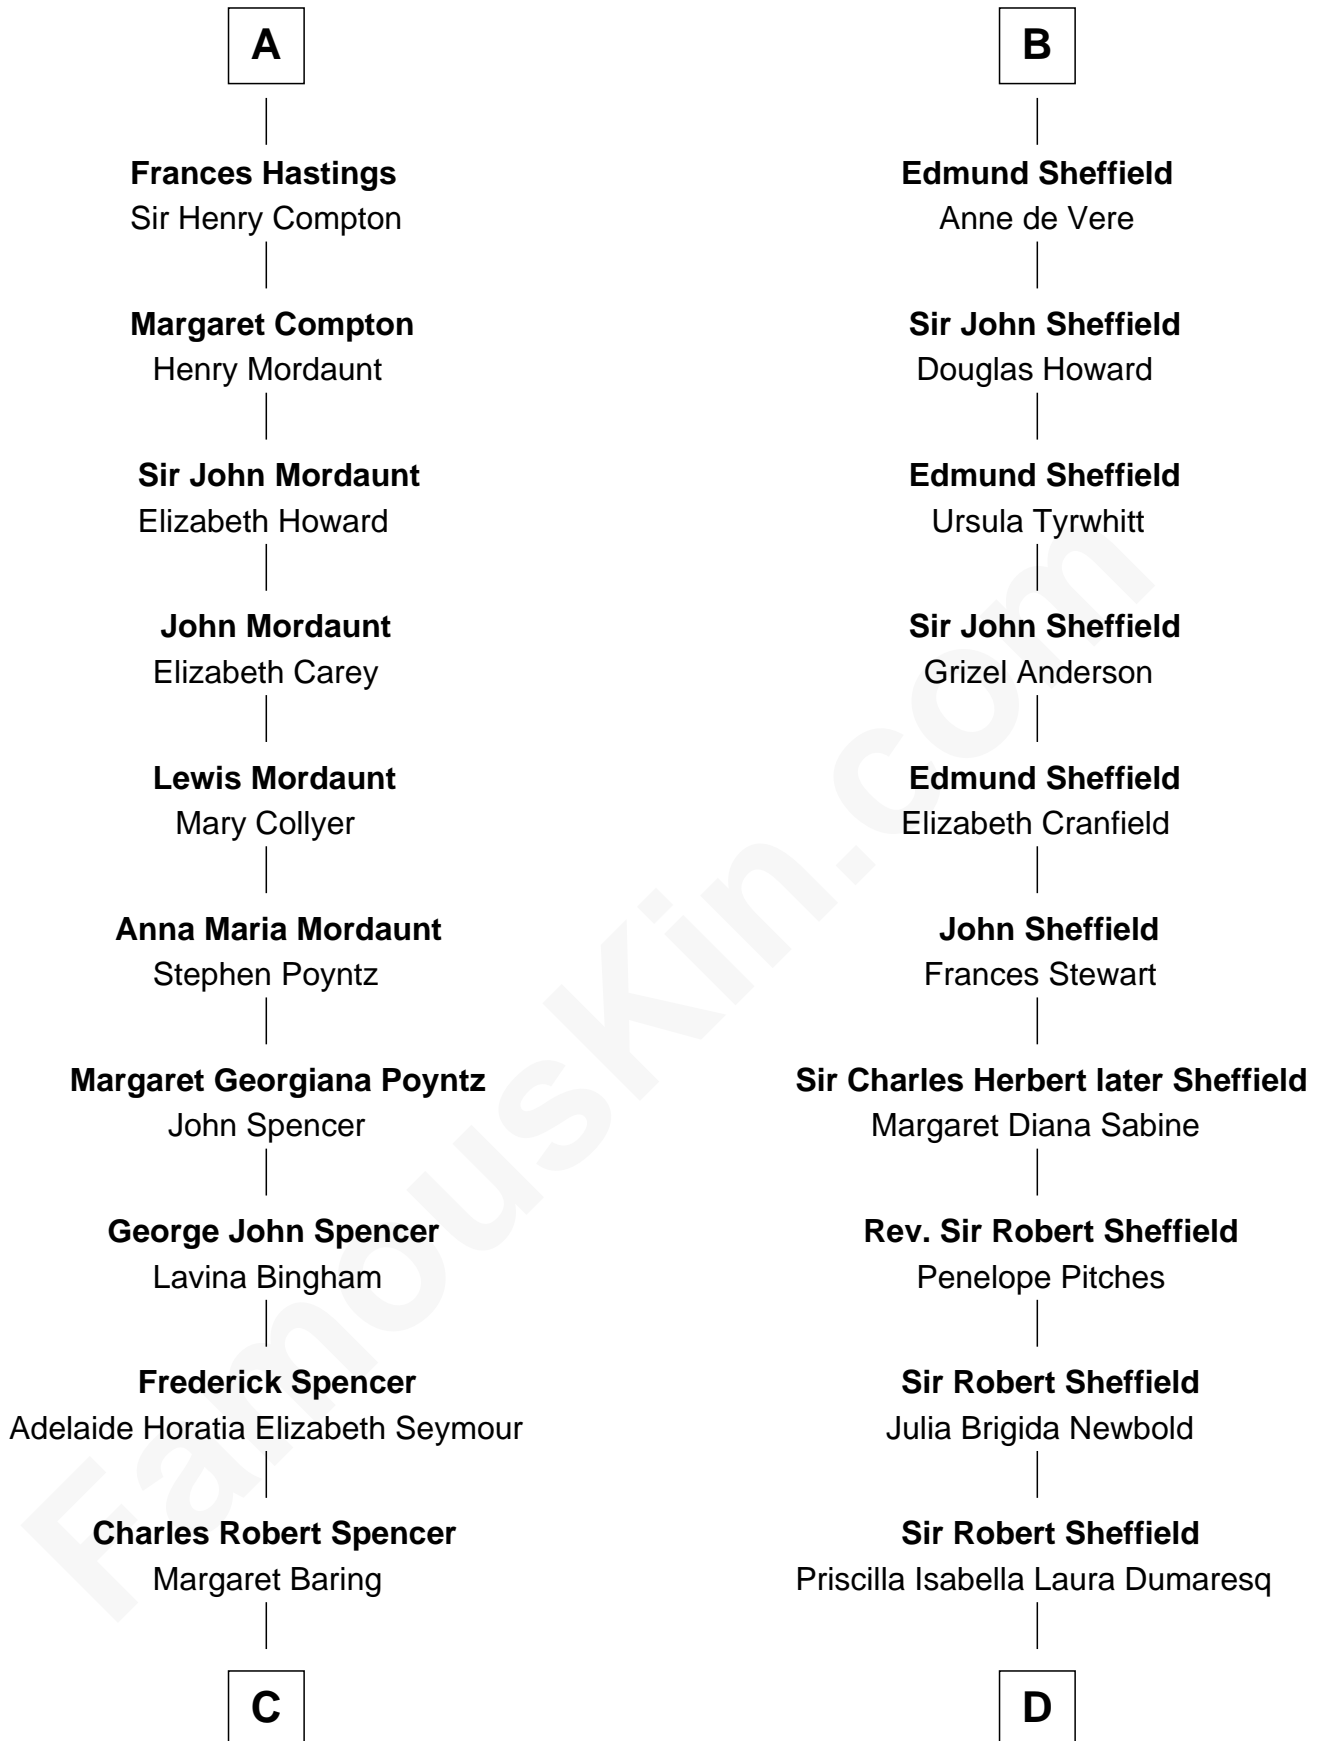 A
Frances Hastings
Sir Henry Compton
Margaret Compton
Henry Mordaunt
Sir John Mordaunt
Elizabeth Howard
John Mordaunt
Elizabeth Carey
Lewis Mordaunt
Mary Collyer
Anna Maria Mordaunt
Stephen Poyntz
Margaret Georgiana Poyntz
John Spencer
George John Spencer
Lavina Bingham
Frederick Spencer
Adelaide Horatia Elizabeth Seymour
Charles Robert Spencer
Margaret Baring
C
B
Edmund Sheffield
Anne de Vere
Sir John Sheffield
Douglas Howard
Edmund Sheffield
Ursula Tyrwhitt
Sir John Sheffield
Grizel Anderson
Edmund Sheffield
Elizabeth Cranfield
John Sheffield
Frances Stewart
Sir Charles Herbert later Sheffield
Margaret Diana Sabine
Rev. Sir Robert Sheffield
Penelope Pitches
Sir Robert Sheffield
Julia Brigida Newbold
Sir Robert Sheffield
Priscilla Isabella Laura Dumaresq
D
FamousKin.com